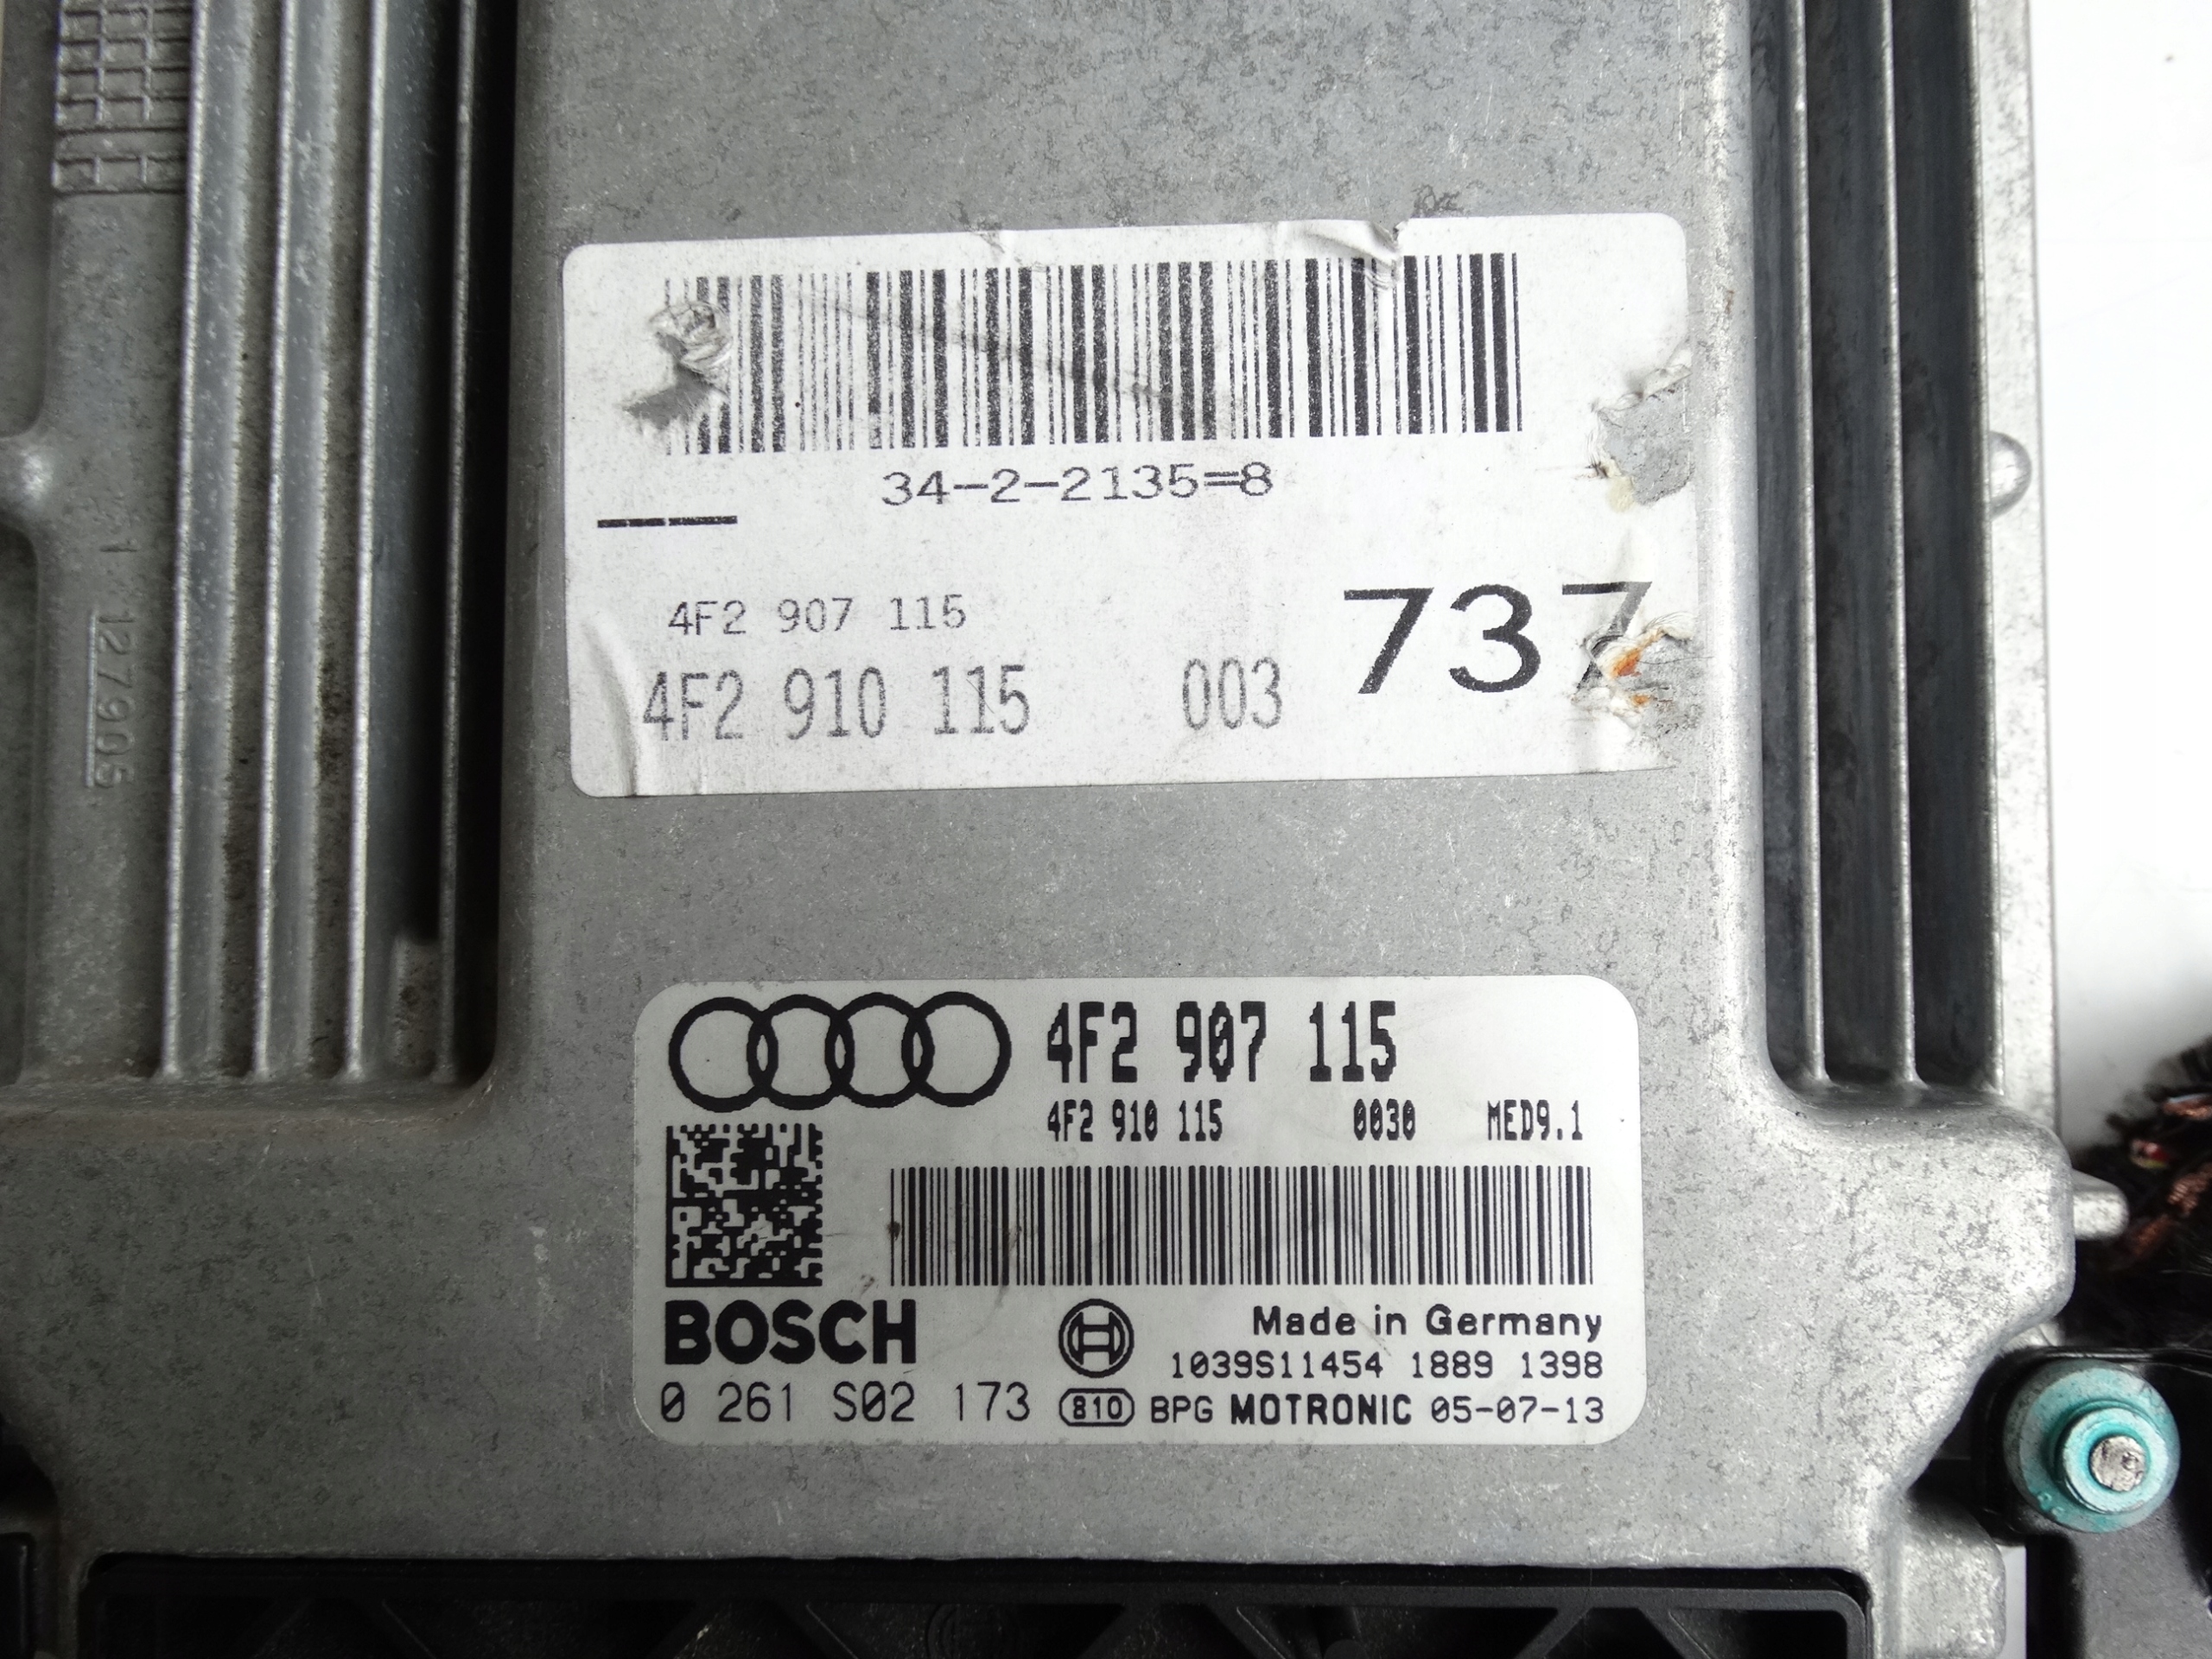 34-2-2135=8
4F2 907 115
737
4F2 910 115 003
4F2 907 115
4F2 910 115 0030 MED9.1
BOSCH
Made in Germany
1039S11454 1889 1398
0 261 S02 173
810 BPG MOTRONIC 05-07-13